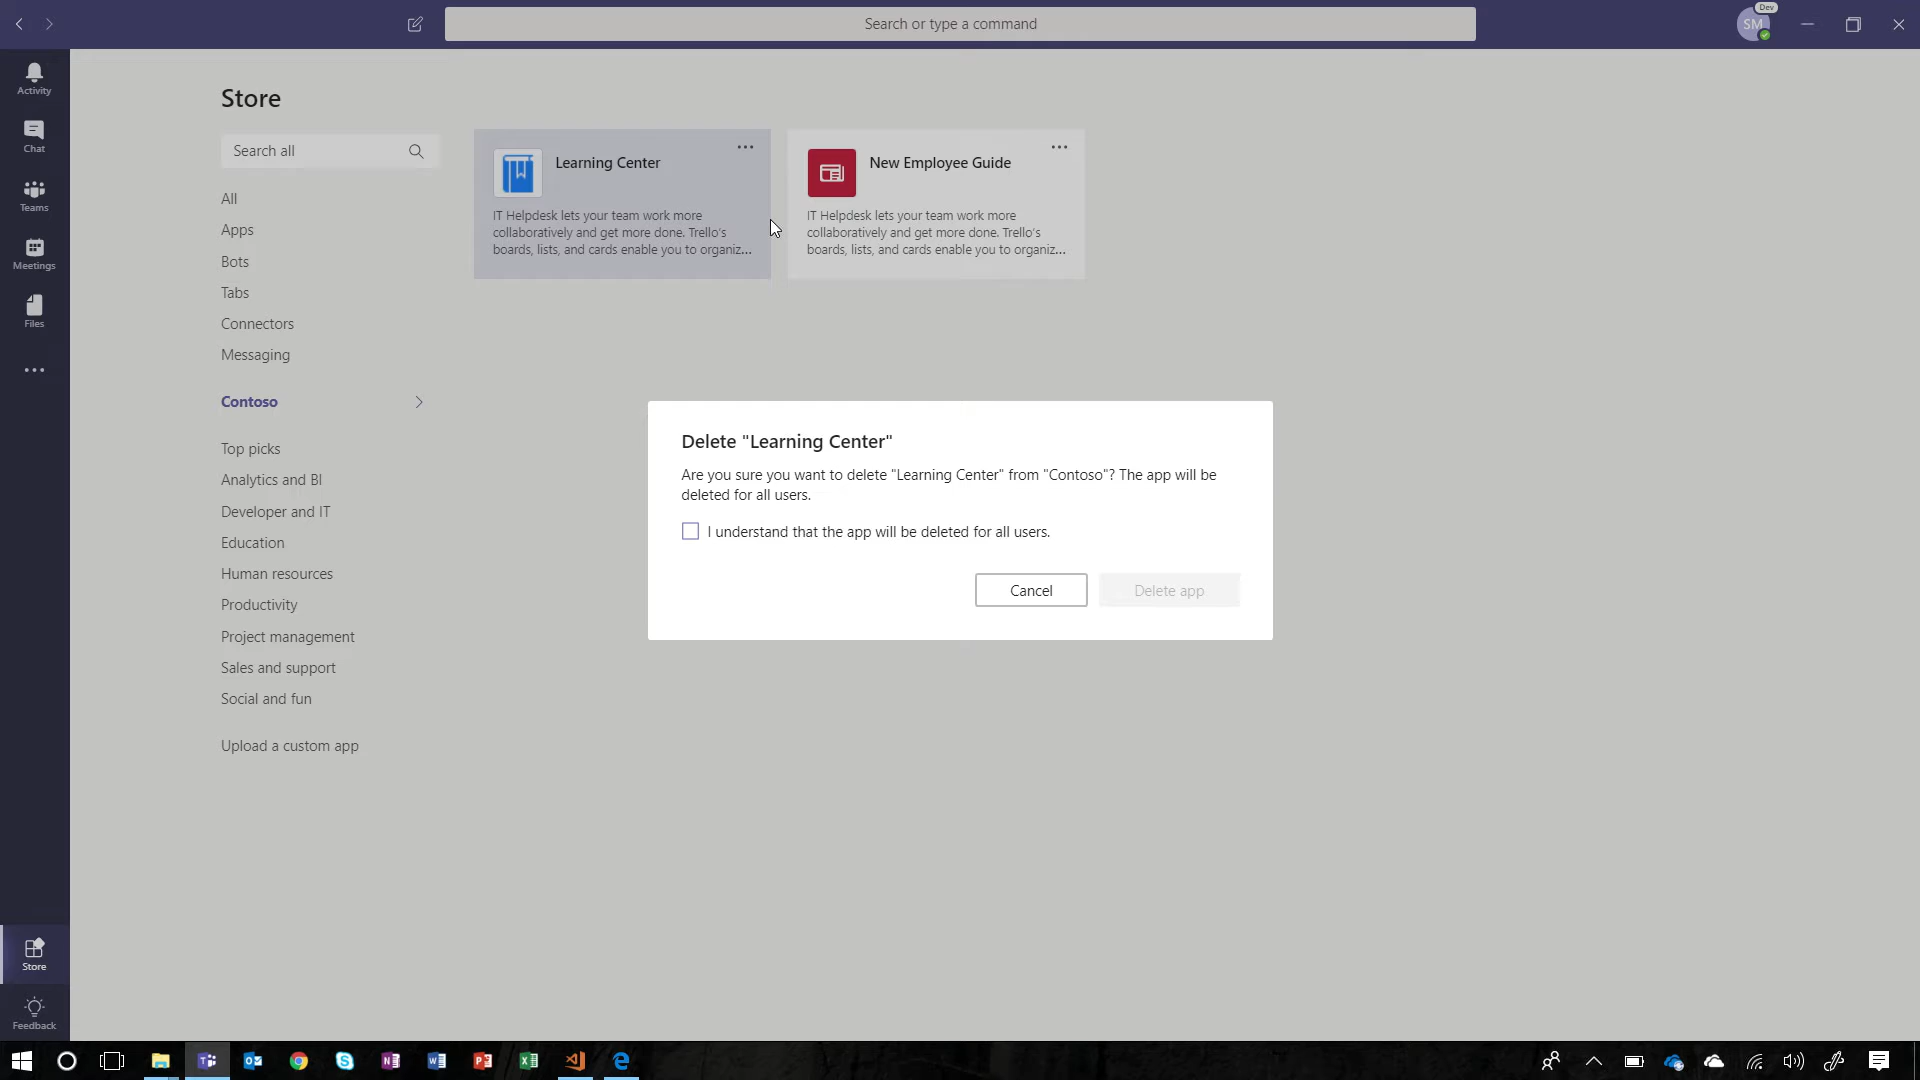 Search or type a command
Dev
SM
Activity
Chat
Teams
Meetings
Files
Store
Search all
All
Apps
Bots
Tabs
Connectors
Messaging
Contoso
Top picks
Analytics and BI
Developer and IT
Education
Human resources
Productivity
Project management
Sales and support
Social and fun
Upload a custom app
Learning Center
IT Helpdesk lets your team work more
collaboratively and get more done. Trello's
boards, lists, and cards enable you to organiz...
New Employee Guide
IT Helpdesk lets your team work more
collaboratively and get more done. Trello's
boards, lists, and cards enable you to organiz...
Delete "Learning Center"
Are you sure you want to delete "Learning Center" from "Contoso"? The app will be
deleted for all users.
I understand that the app will be deleted for all users.
Cancel
Delete app
Store
Feedback